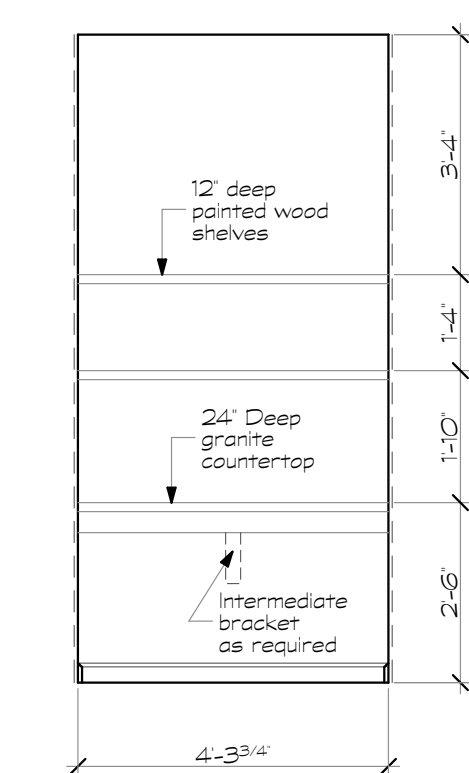 12" deep
painted wood
shelves
24" Deep
granite
countertop
Intermediate
bracket
as required
3'-4"
1'-4"
1'-10"
2'-6"
4'-3 3/4"